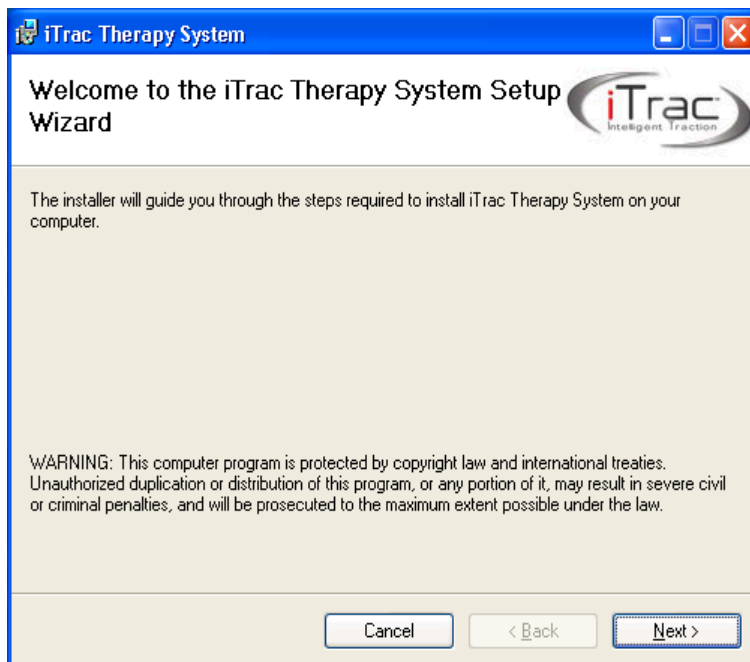 iTrac Therapy System
Welcome to the iTrac Therapy System Setup
Wizard
iTrac
Intelligent Traction
The installer will guide you through the steps required to install iTrac Therapy System on your
computer.
WARNING: This computer program is protected by copyright law and international treaties.
Unauthorized duplication or distribution of this program, or any portion of it, may result in severe civil
or criminal penalties, and will be prosecuted to the maximum extent possible under the law.
Cancel
< Back
Next >